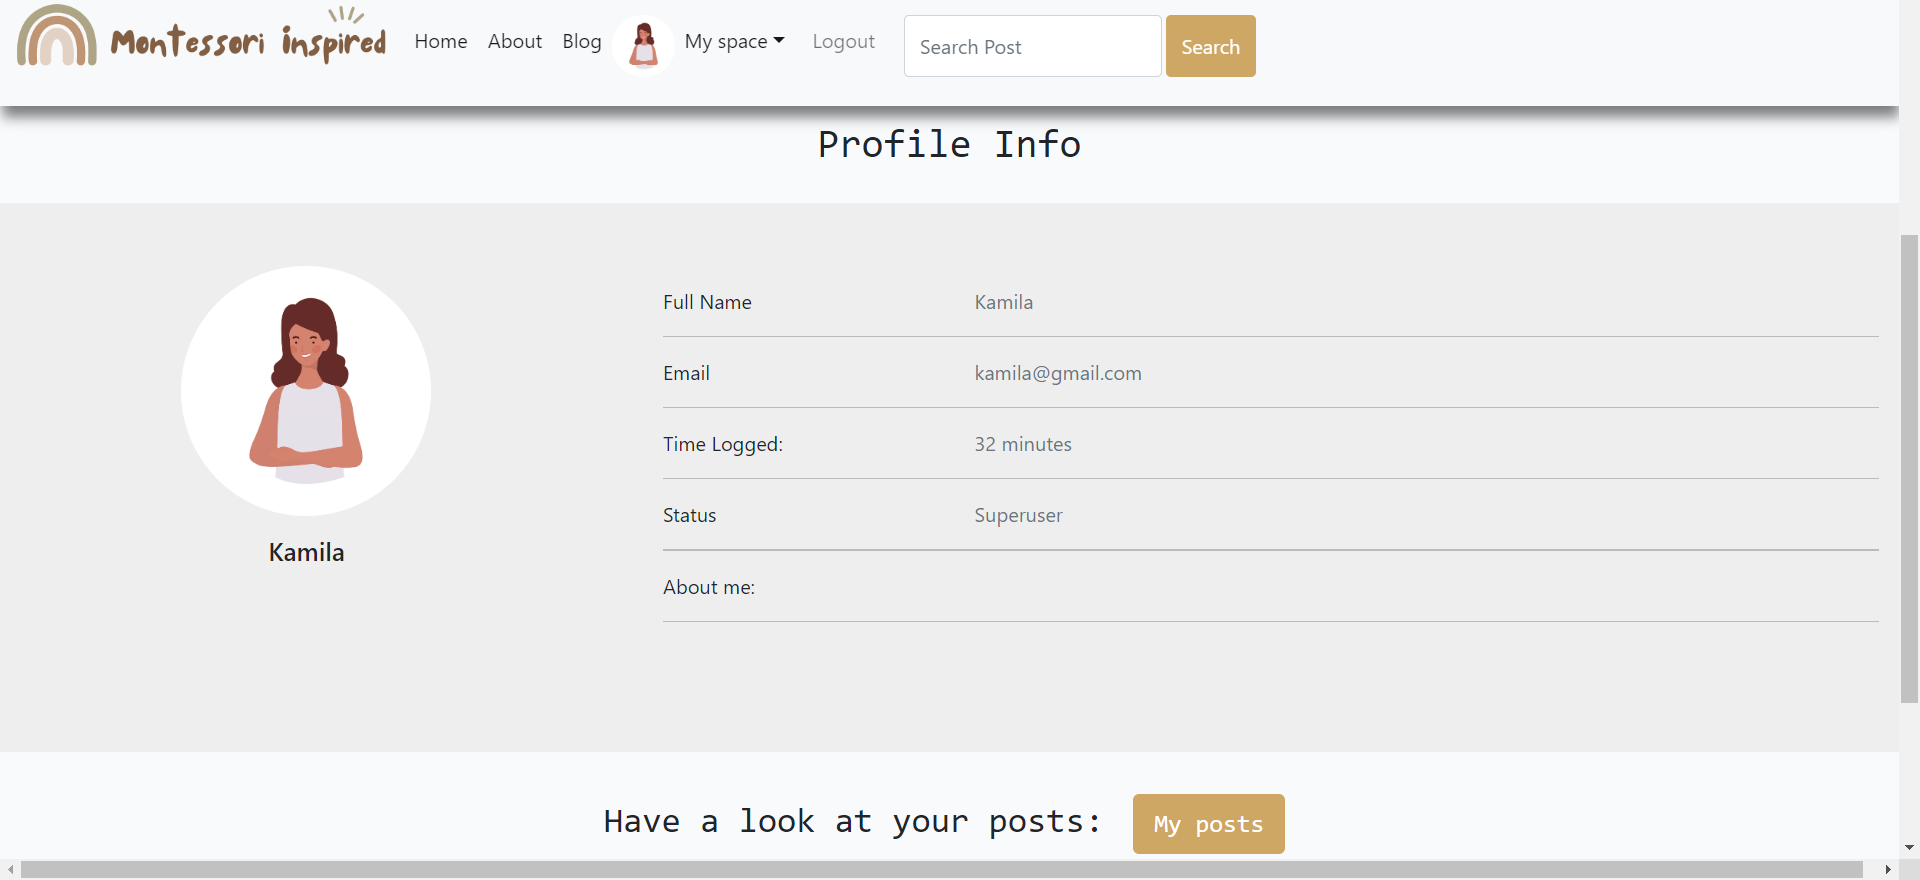 Montessori inspired Home About Blog My space Logout Search Post Search
Profile Info
Full Name Kamila
Email kamila@gmail.com
Time Logged: 32 minutes
Status Superuser
Kamila
About me:
Have a look at your posts: My posts